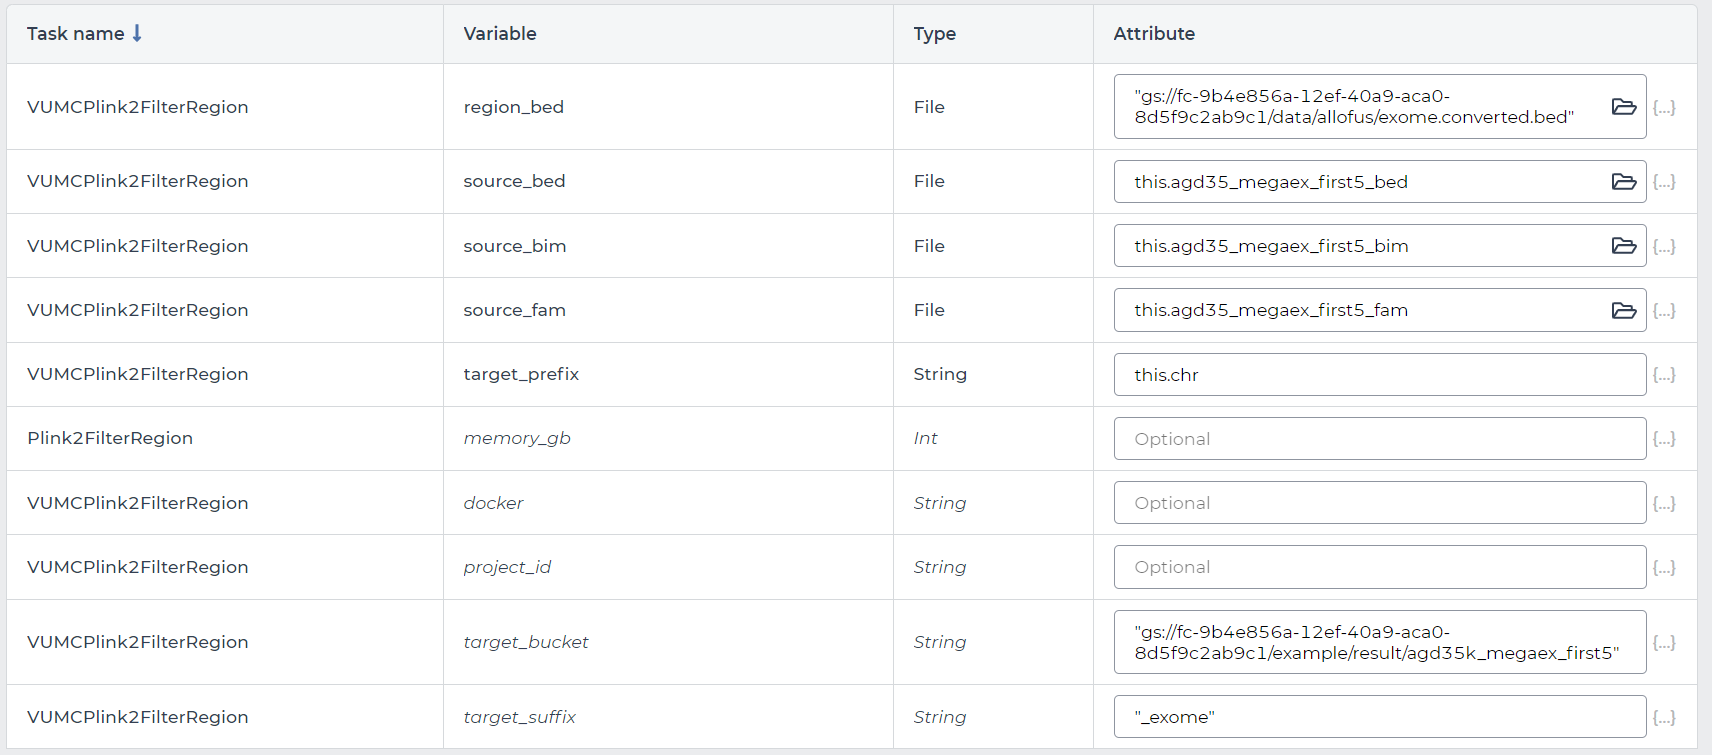 Task name ↓ Variable Type Attribute
VUMCPlink2FilterRegion region_bed File "gs://fc-9b4e856a-12ef-40a9-aca0-
8d5f9c2ab9c1/data/allofus/exome.converted.bed" {...}
VUMCPlink2FilterRegion source_bed File this.agd35_megaex_first5_bed {...}
VUMCPlink2FilterRegion source_bim File this.agd35_megaex_first5_bim {...}
VUMCPlink2FilterRegion source_fam File this.agd35_megaex_first5_fam {...}
VUMCPlink2FilterRegion target_prefix String this.chr {...}
Plink2FilterRegion memory_gb Int Optional {...}
VUMCPlink2FilterRegion docker String Optional {...}
VUMCPlink2FilterRegion project_id String Optional {...}
VUMCPlink2FilterRegion target_bucket String "gs://fc-9b4e856a-12ef-40a9-aca0-
8d5f9c2ab9c1/example/result/agd35k_megaex_first5" {...}
VUMCPlink2FilterRegion target_suffix String "_exome" {...}